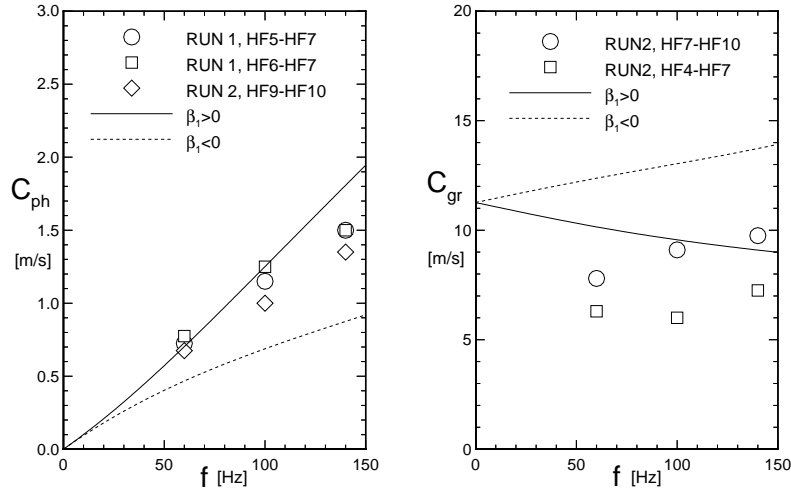 3.0
2.5
2.0
1.5
1.0
0.5
0.0
C_ph
[m/s]
RUN 1, HF5-HF7
RUN 1, HF6-HF7
RUN 2, HF9-HF10
β₁>0
β₁<0
0 50 100 150
f [Hz]
20
15
10
5
0
C_gr
[m/s]
RUN2, HF7-HF10
RUN2, HF4-HF7
β₁>0
β₁<0
0 50 100 150
f [Hz]